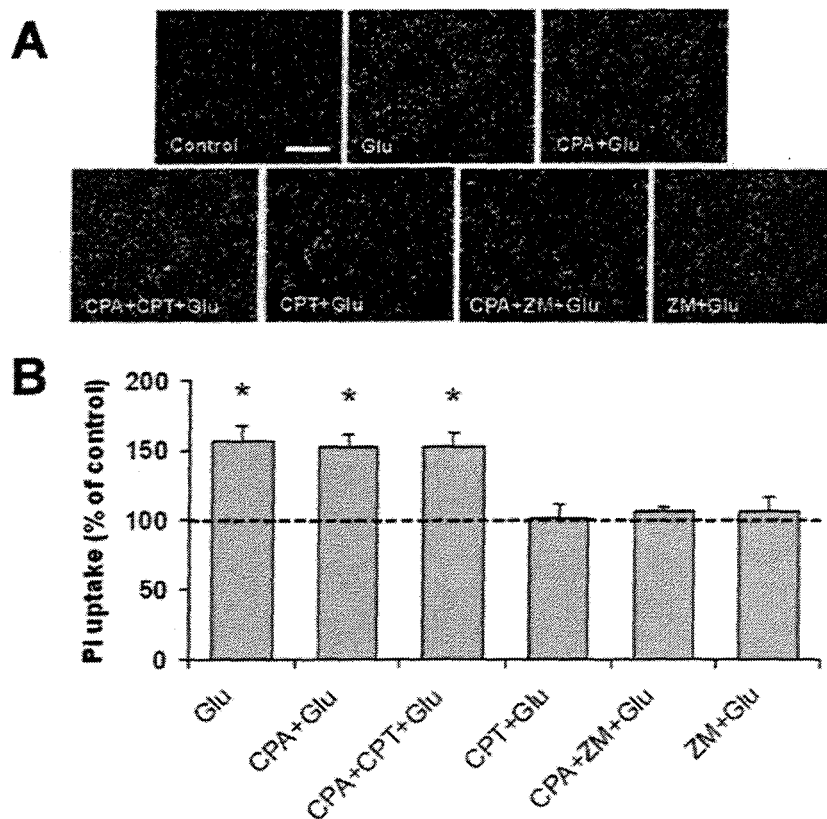 A
Control
Glu
CPA+Glu
CPA+CPT+Glu
CPT+Glu
CPA+ZM+Glu
ZM+Glu
B
PI uptake (% of control)
200
150
100
50
0
* * *
Glu
CPA+Glu
CPA+CPT+Glu
CPT+Glu
CPA+ZM+Glu
ZM+Glu